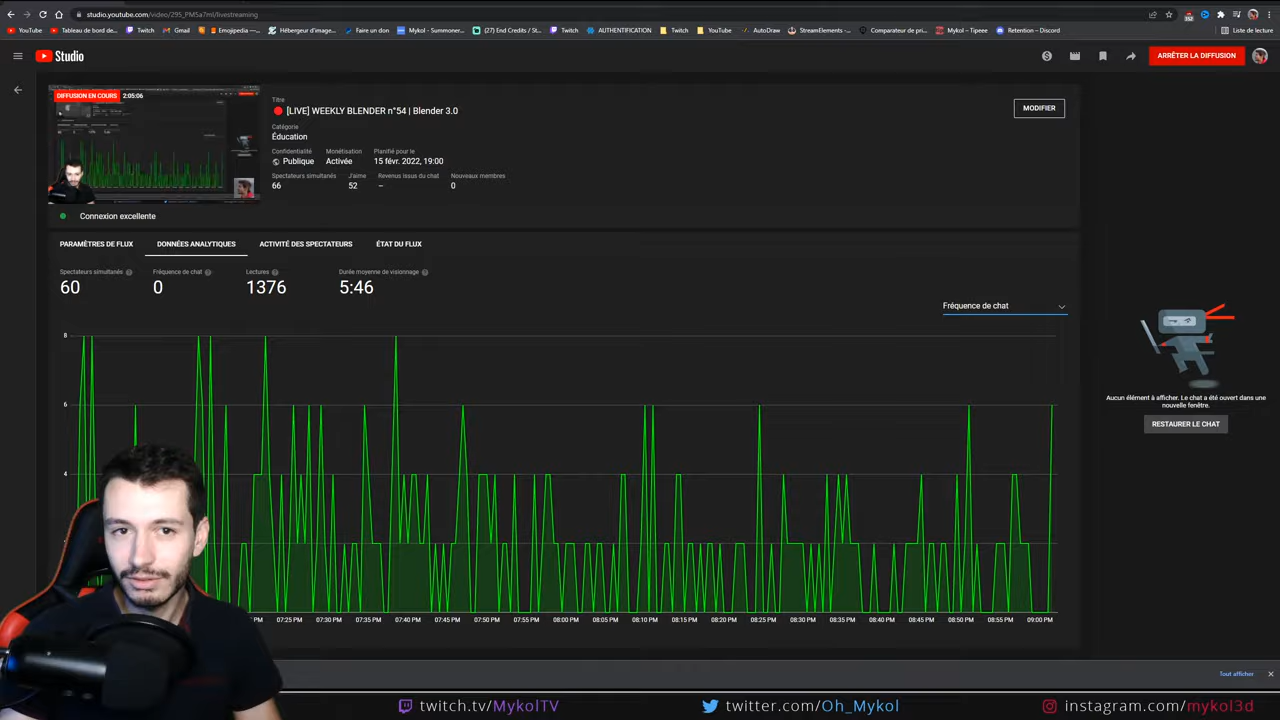 studio.youtube.com/video/295_PM5a7mI/livestreaming
YouTube Tableau de bord de... Twitch Gmail Emojipedia —... Hébergeur d'image... Faire un don Mykol - Summoner... (27) End Credits / St... Twitch AUTHENTIFICATION Twitch YouTube AutoDraw StreamElements -... Comparateur de pri... Mykol – Tipeee Retention – Discord Liste de lecture
Studio
ARRÊTER LA DIFFUSION
DIFFUSION EN COURS 2:05:06
Titre
[LIVE] WEEKLY BLENDER n°54 | Blender 3.0
MODIFIER
Catégorie
Éducation
Confidentialité Monétisation Planifié pour le
Publique Activée 15 févr. 2022, 19:00
Spectateurs simultanés J'aime Revenus issus du chat Nouveaux membres
66 52 – 0
Connexion excellente
PARAMÈTRES DE FLUX DONNÉES ANALYTIQUES ACTIVITÉ DES SPECTATEURS ÉTAT DU FLUX
Spectateurs simultanés Fréquence de chat Lectures Durée moyenne de visionnage
60 0 1376 5:46
Fréquence de chat
8
6
4
Aucun élément à afficher. Le chat a été ouvert dans une
nouvelle fenêtre.
RESTAURER LE CHAT
PM 07:25 PM 07:30 PM 07:35 PM 07:40 PM 07:45 PM 07:50 PM 07:55 PM 08:00 PM 08:05 PM 08:10 PM 08:15 PM 08:20 PM 08:25 PM 08:30 PM 08:35 PM 08:40 PM 08:45 PM 08:50 PM 08:55 PM 09:00 PM
Tout afficher
twitch.tv/MykolTV twitter.com/Oh_Mykol instagram.com/mykol3d